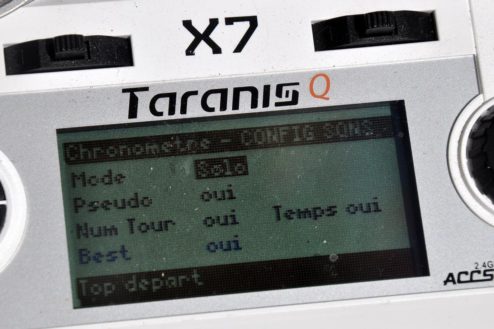 X7
Taranis Q
Chronometre - CONFIG SONS
Mode Solo
Pseudo oui
Num Tour oui Temps oui
Best oui
Top depart
2.4G
ACCS